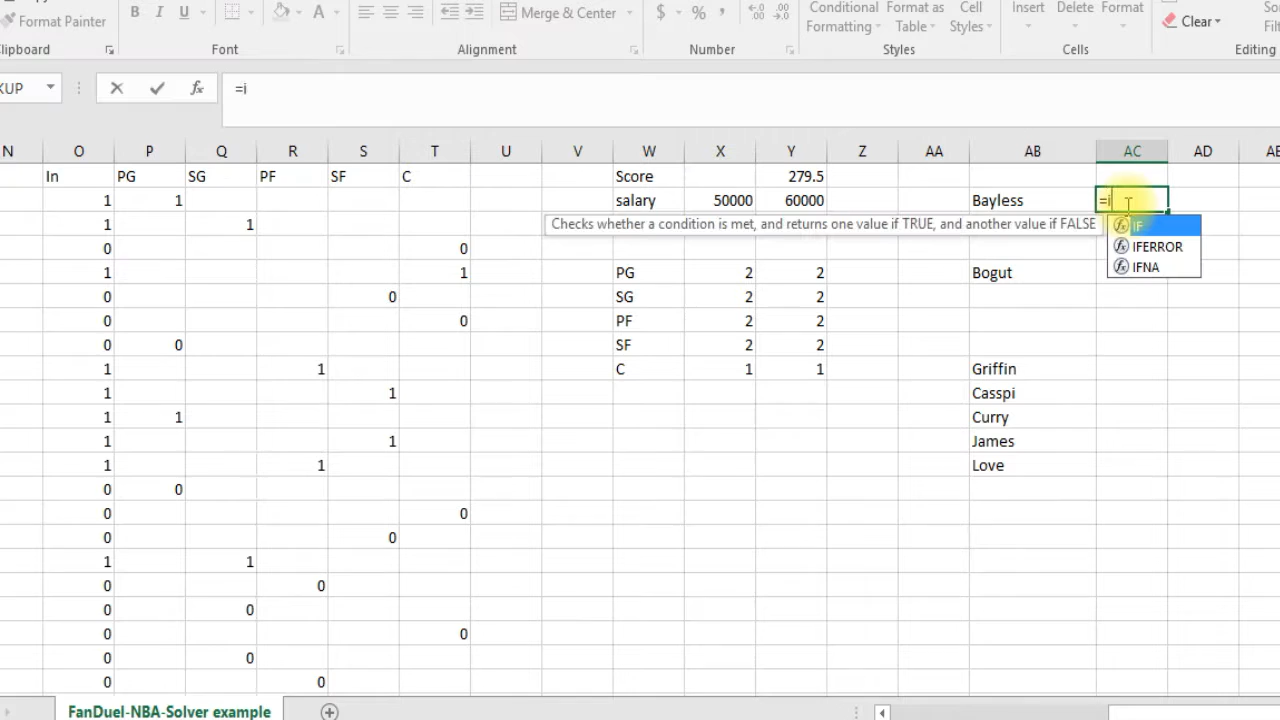 Format Painter
B I U A
Merge & Center
$ % ,
Conditional Formatting
Format as Table
Cell Styles
Insert Delete Format
Clear
Clipboard Font Alignment Number Styles Cells Editing
KUP fx =i
N O P Q R S T U V W X Y Z AA AB AC AD
In PG SG PF SF C Score 279.5
1 1 salary 50000 60000 Bayless =i
1 1 Checks whether a condition is met, and returns one value if TRUE, and another value if FALSE IF
0 0 IFERROR
1 1 PG 2 2 Bogut IFNA
0 0 SG 2 2
0 0 PF 2 2
0 0 SF 2 2
1 1 C 1 1 Griffin
1 1 Casspi
1 1 Curry
1 1 James
1 1 Love
0 0
0 0
0 0
1 1
0 0
0 0
0 0
0 0
0 0
FanDuel-NBA-Solver example